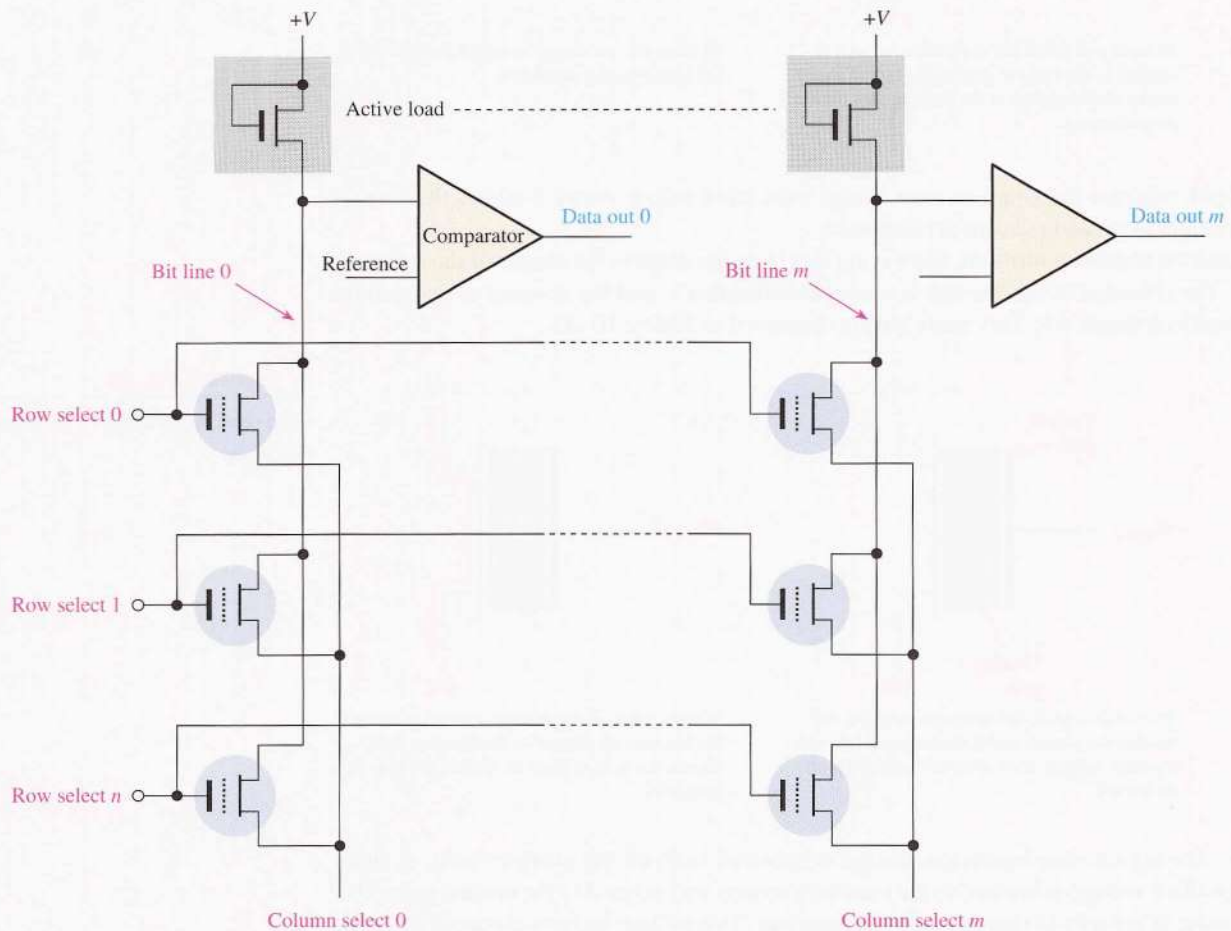 +V
+V
Active load
Data out 0
Data out m
Comparator
Reference
Bit line 0
Bit line m
Row select 0
Row select 1
Row select n
Column select 0
Column select m